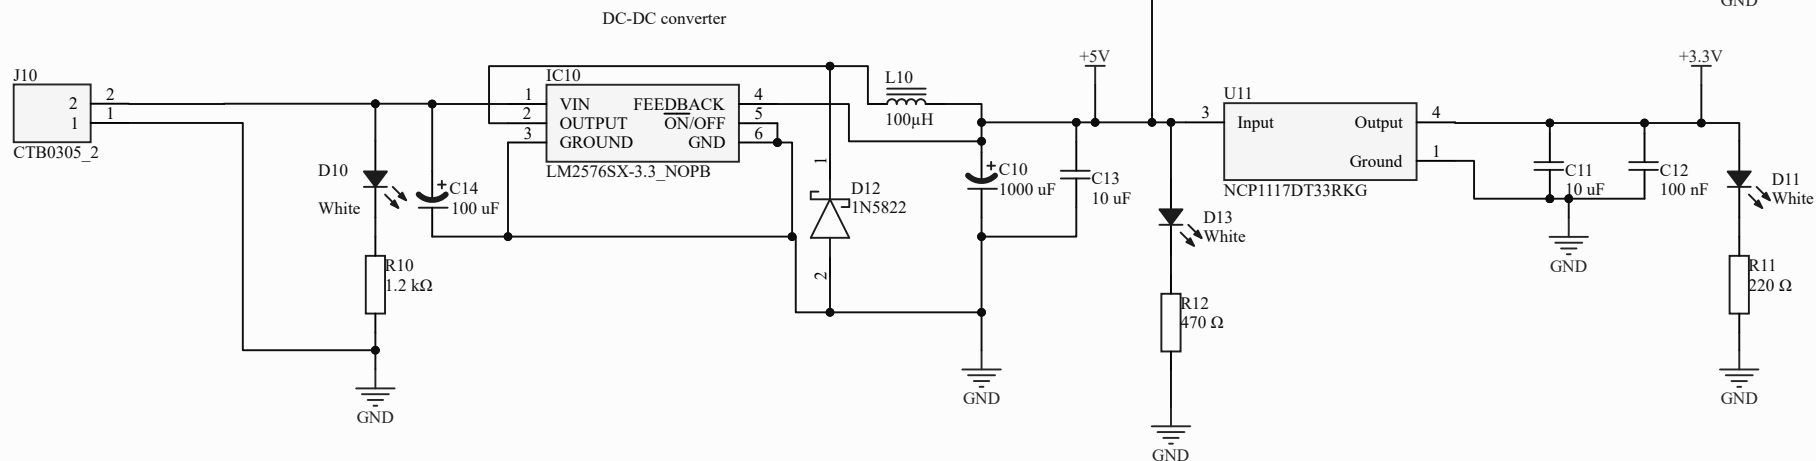 GND
DC-DC converter
J10
2
1
2
1
CTB0305_2
D10
White
C14
100 uF
R10
1.2 kΩ
GND
IC10
1
2
3
VIN
OUTPUT
GROUND
FEEDBACK
ON/OFF
GND
4
5
6
LM2576SX-3.3_NOPB
1
2
D12
1N5822
L10
100µH
C10
1000 uF
C13
10 uF
GND
+5V
D13
White
R12
470 Ω
GND
U11
3
Input
Output
Ground
4
1
NCP1117DT33RKG
C11
10 uF
C12
100 nF
GND
+3.3V
D11
White
R11
220 Ω
GND